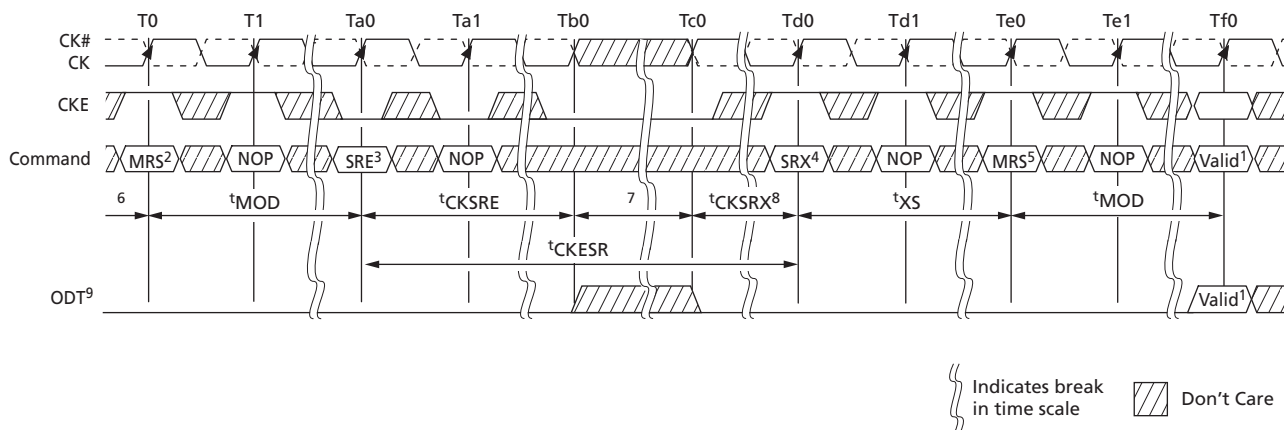 T0 T1 Ta0 Ta1 Tb0 Tc0 Td0 Td1 Te0 Te1 Tf0
CK#
CK
CKE
Command MRS² NOP SRE³ NOP SRX⁴ NOP MRS⁵ NOP Valid¹
6 ᵗMOD ᵗCKSRE 7 ᵗCKSRX⁸ ᵗXS ᵗMOD
ᵗCKESR
ODT⁹ Valid¹
Indicates break
in time scale
Don't Care